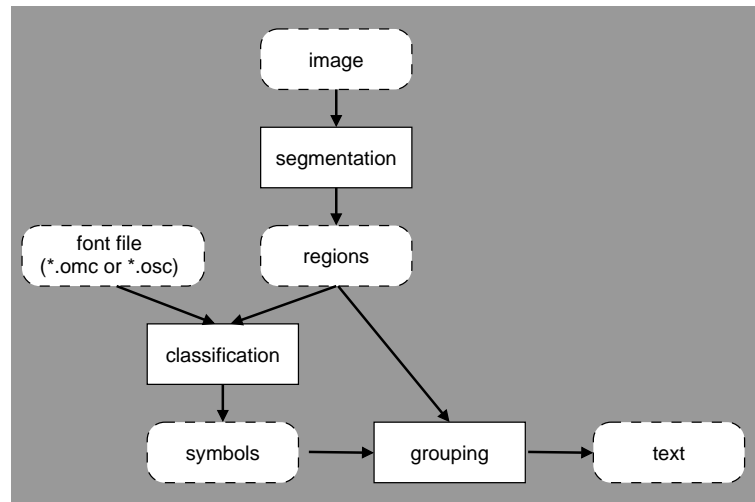 image
segmentation
font file
(*.omc or *.osc)
regions
classification
symbols
grouping
text